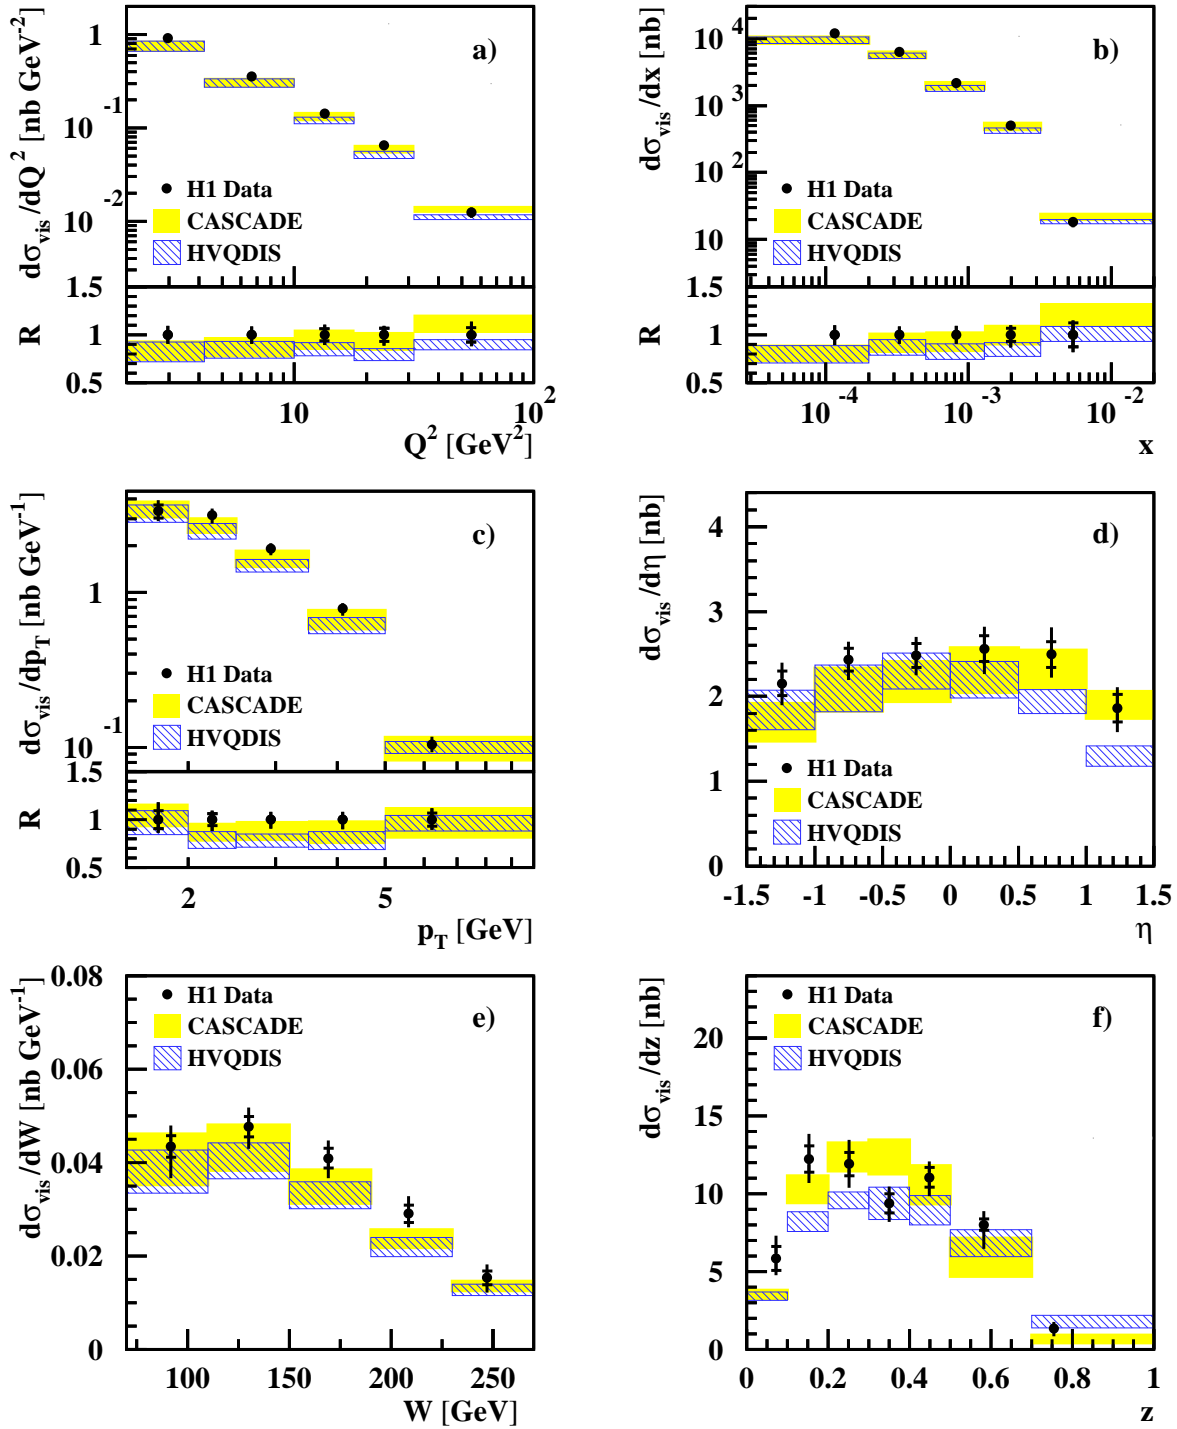 a)
dσvis/dQ² [nb GeV⁻²]
1
10⁻¹
10⁻²
H1 Data
CASCADE
HVQDIS
R
1.5
1
0.5
10
10²
Q² [GeV²]
b)
dσvis/dx [nb]
10⁴
10³
10²
10
H1 Data
CASCADE
HVQDIS
R
1.5
1
0.5
10⁻⁴
10⁻³
10⁻²
x
c)
dσvis/dpT [nb GeV⁻¹]
1
10⁻¹
H1 Data
CASCADE
HVQDIS
R
1.5
1
0.5
2
5
pT [GeV]
d)
dσvis/dη [nb]
4
3
2
1
0
H1 Data
CASCADE
HVQDIS
-1.5 -1 -0.5 0 0.5 1 1.5
η
e)
dσvis/dW [nb GeV⁻¹]
0.08
0.06
0.04
0.02
0
H1 Data
CASCADE
HVQDIS
100 150 200 250
W [GeV]
f)
dσvis/dz [nb]
20
15
10
5
0
H1 Data
CASCADE
HVQDIS
0 0.2 0.4 0.6 0.8 1
z